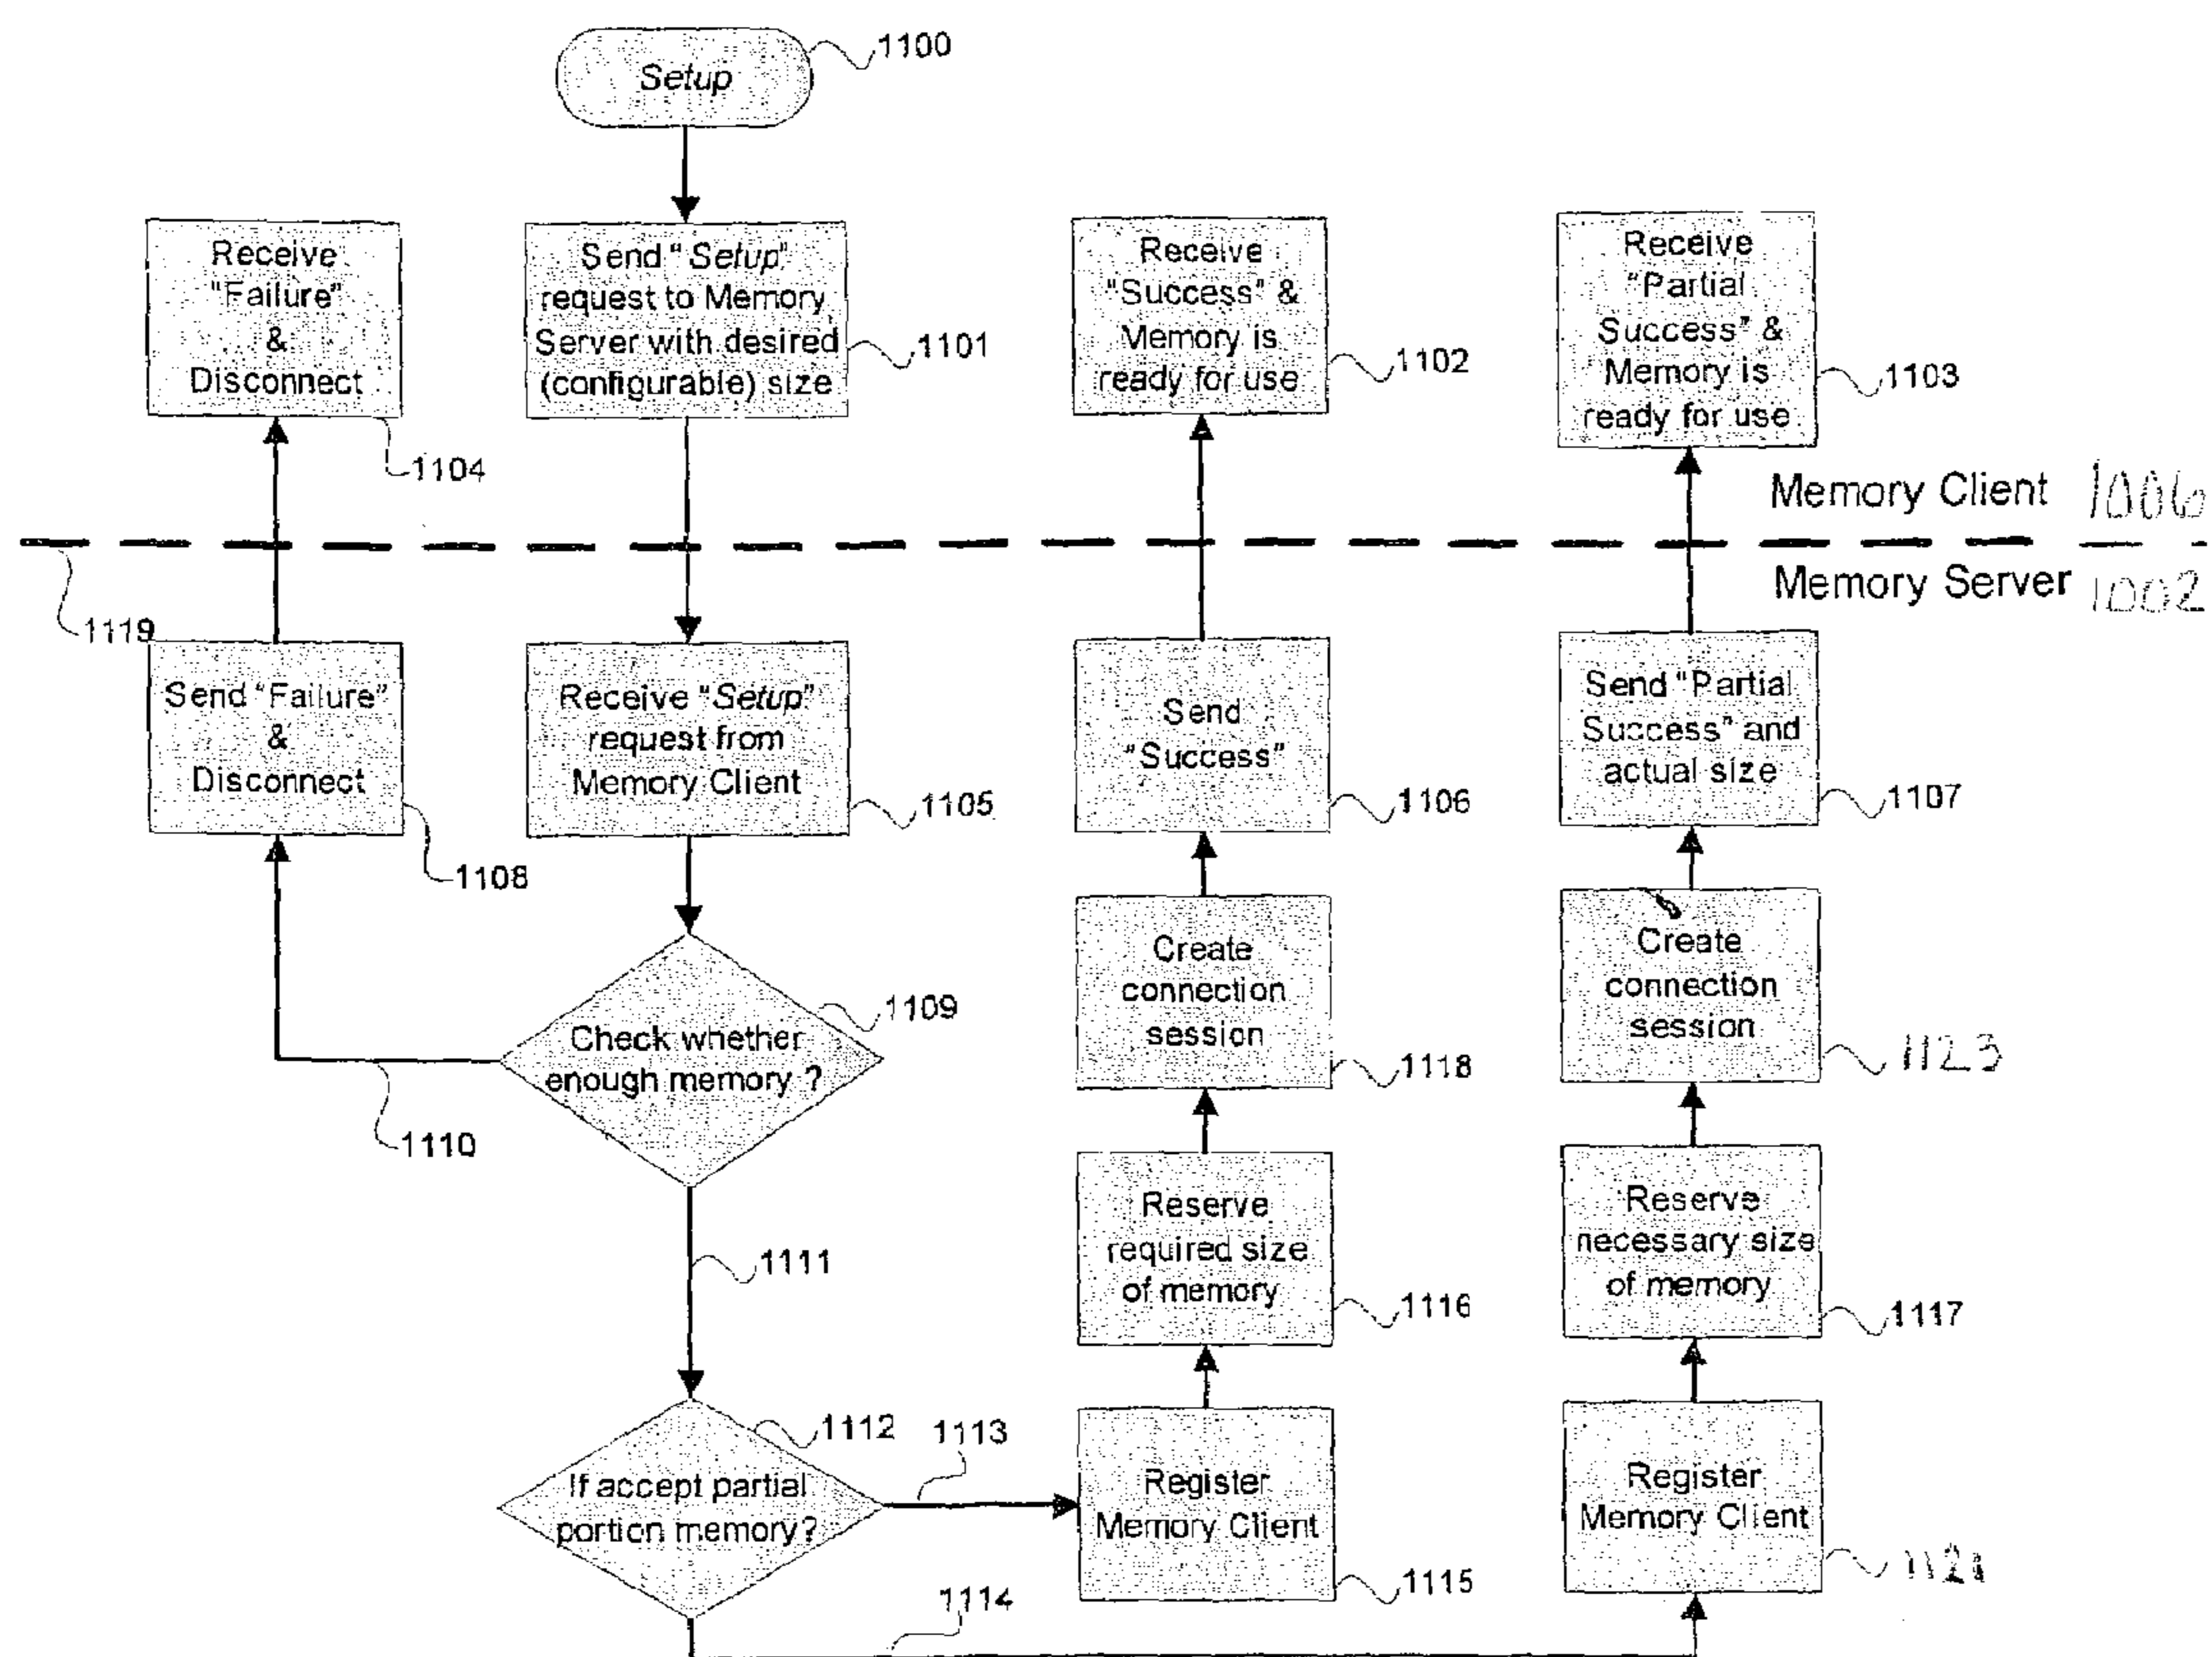 Setup
1100
Receive
"Failure"
&
Disconnect
1104
Send "Setup"
request to Memory
Server with desired
(configurable) size
1101
Receive
"Success" &
Memory is
ready for use
1102
Receive
"Partial
Success" &
Memory is
ready for use
1103
Memory Client 1006
Memory Server 1002
1119
Send "Failure"
&
Disconnect
1108
Receive "Setup"
request from
Memory Client
1105
Send
"Success"
1106
Send "Partial
Success" and
actual size
1107
Check whether
enough memory ?
1109
1110
1111
Create
connection
session
1118
Create
connection
session
1123
Reserve
required size
of memory
1116
Reserve
necessary size
of memory
1117
If accept partial
portion memory?
1112
1113
1114
Register
Memory Client
1115
Register
Memory Client